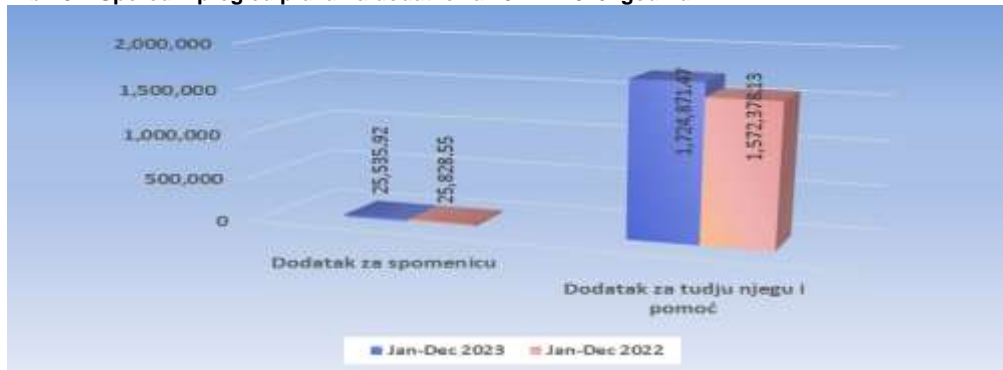 2,000,000
1,500,000
1,000,000
500,000
0
25,535.92
25,828.55
1,724,871.47
1,572,378.13
Dodatak za spomenicu
Dodatak za tudju njegu i
pomoć
Jan-Dec 2023
Jan-Dec 2022